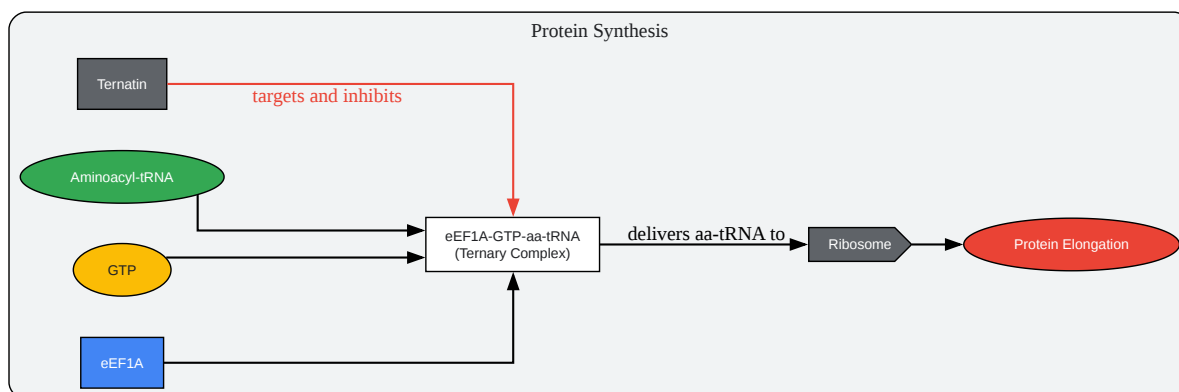 Protein Synthesis
Ternatin
targets and inhibits
Aminoacyl-tRNA
eEF1A-GTP-aa-tRNA
(Ternary Complex)
delivers aa-tRNA to
Ribosome
Protein Elongation
GTP
eEF1A